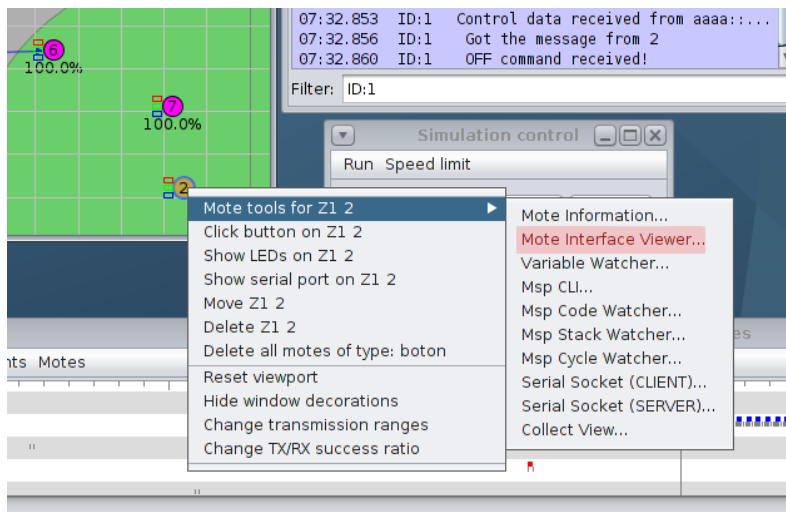 07:32.853 ID:1 Control data received from aaaa::...
07:32.856 ID:1 Got the message from 2
07:32.860 ID:1 OFF command received!
Filter: ID:1
6
100.0%
7
100.0%
2
Simulation control
Run Speed limit
Mote tools for Z1 2
Click button on Z1 2
Show LEDs on Z1 2
Show serial port on Z1 2
Move Z1 2
Delete Z1 2
Delete all motes of type: boton
Reset viewport
Hide window decorations
Change transmission ranges
Change TX/RX success ratio
Mote Information...
Mote Interface Viewer...
Variable Watcher...
Msp CLI...
Msp Code Watcher...
Msp Stack Watcher...
Msp Cycle Watcher...
Serial Socket (CLIENT)...
Serial Socket (SERVER)...
Collect View...
es
nts Motes